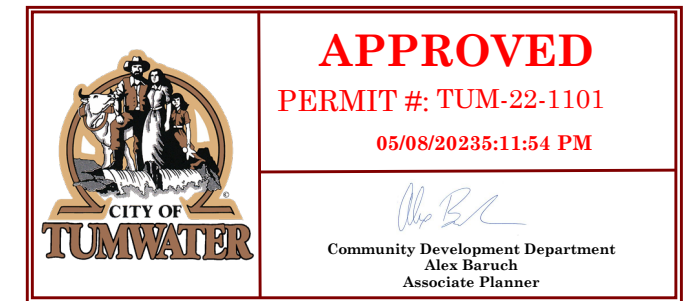 APPROVED
PERMIT #: TUM-22-1101
05/08/20235:11:54 PM
©
CITY OF
TUMWATER
Alex B
Community Development Department
Alex Baruch
Associate Planner